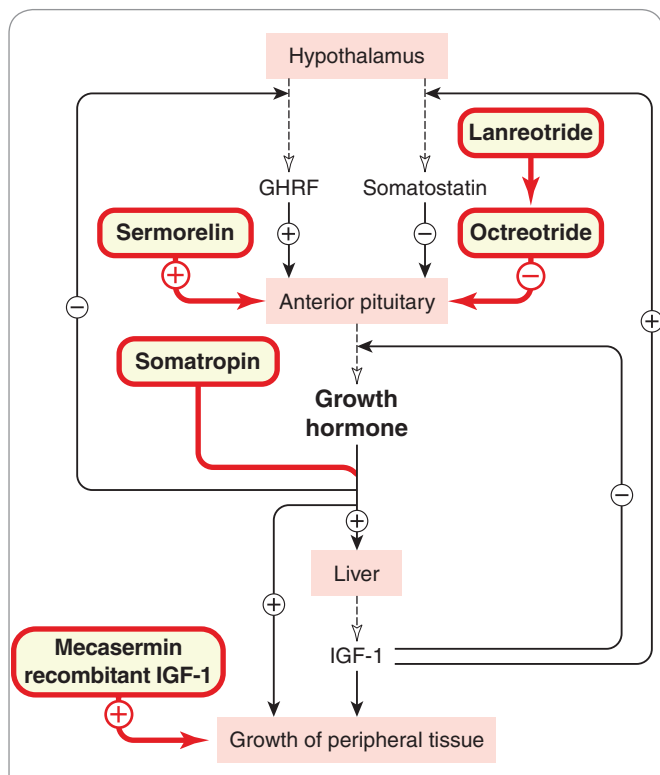 Hypothalamus
Lanreotride
GHRF
Somatostatin
Sermorelin
Octreotride
+
−
+
−
+
Anterior pituitary
−
Somatropin
Growth
hormone
−
+
Liver
+
Mecasermin
recombitant IGF-1
IGF-1
+
Growth of peripheral tissue